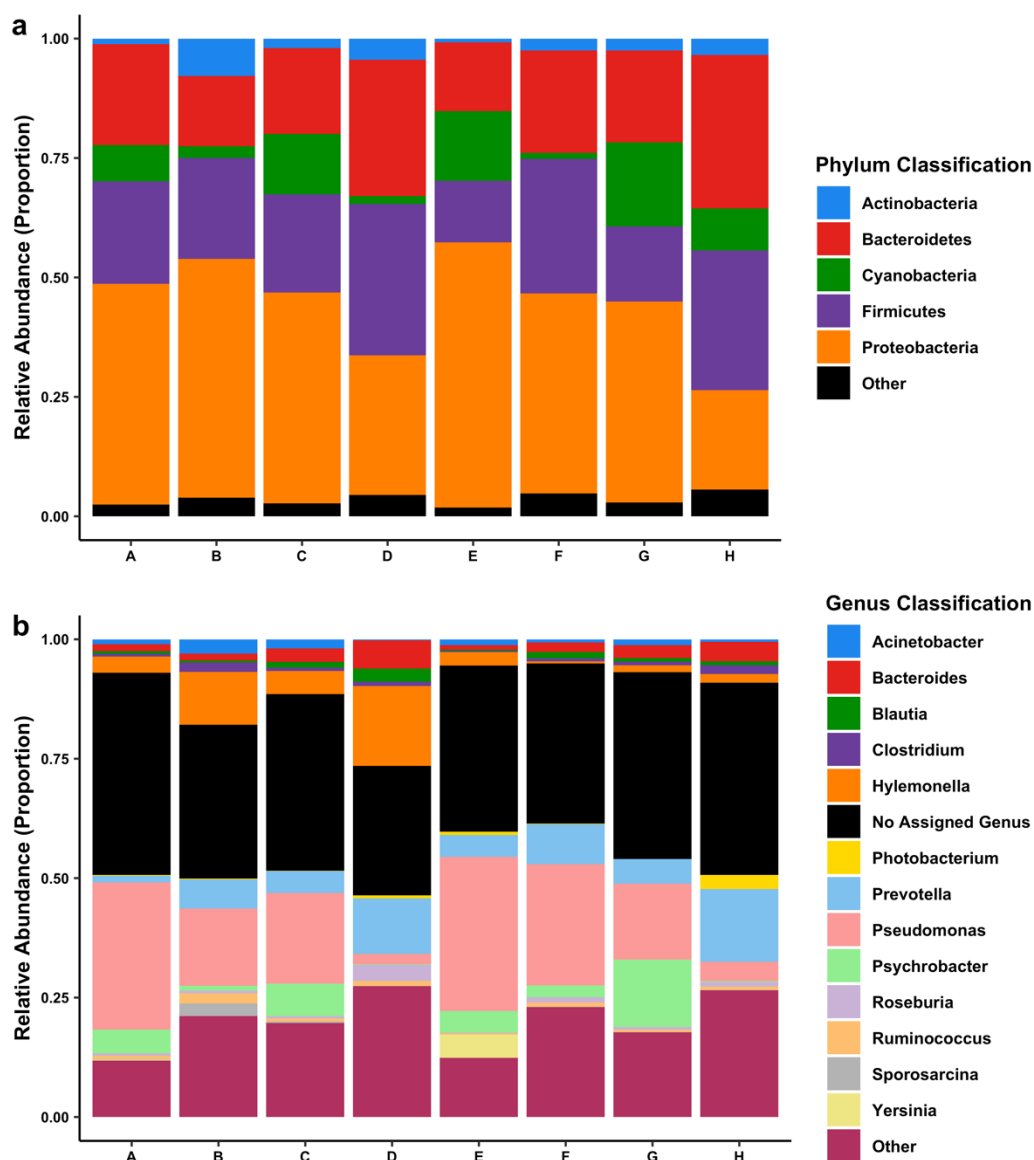 a
Relative Abundance (Proportion)
1.00
0.75
0.50
0.25
0.00
A B C D E F G H
Phylum Classification
Actinobacteria
Bacteroidetes
Cyanobacteria
Firmicutes
Proteobacteria
Other
b
Relative Abundance (Proportion)
1.00
0.75
0.50
0.25
0.00
A B C D E F G H
Genus Classification
Acinetobacter
Bacteroides
Blautia
Clostridium
Hylemonella
No Assigned Genus
Photobacterium
Prevotella
Pseudomonas
Psychrobacter
Roseburia
Ruminococcus
Sporosarcina
Yersinia
Other